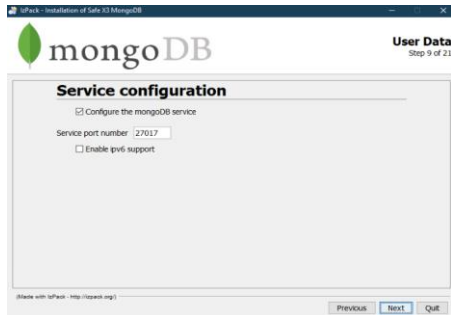 IzPack - Installation of Safe X3 MongoDB
mongoDB
User Data
Step 9 of 21
Service configuration
Configure the mongoDB service
Service port number 27017
Enable ipv6 support
(Made with IzPack - http://izpack.org/)
Previous Next Quit